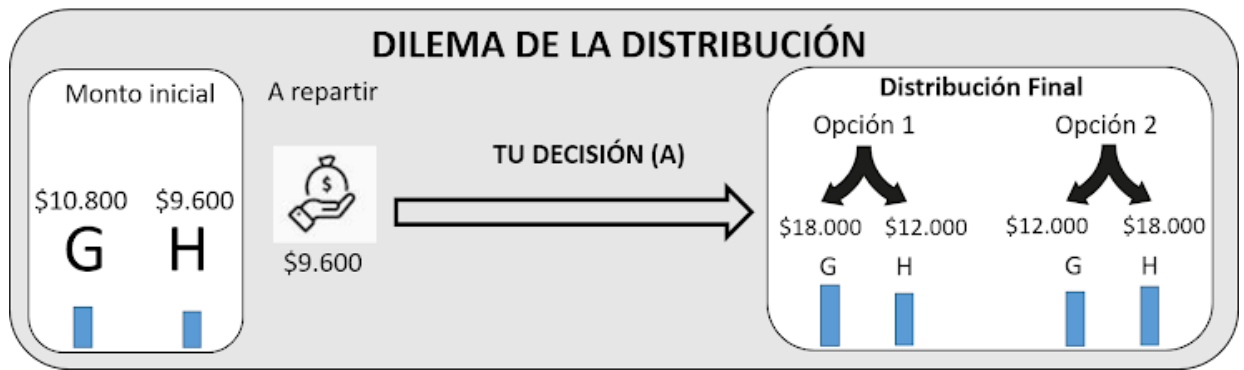 DILEMA DE LA DISTRIBUCIÓN
Monto inicial
$10.800 $9.600
G H
A repartir
$
$9.600
TU DECISIÓN (A)
Distribución Final
Opción 1 Opción 2
$18.000 $12.000 $12.000 $18.000
G H G H